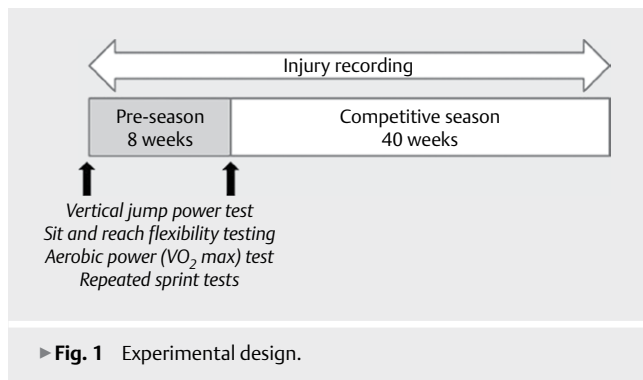 Injury recording
Pre-season
8 weeks
Competitive season
40 weeks
Vertical jump power test
Sit and reach flexibility testing
Aerobic power (VO₂ max) test
Repeated sprint tests
▶Fig. 1 Experimental design.